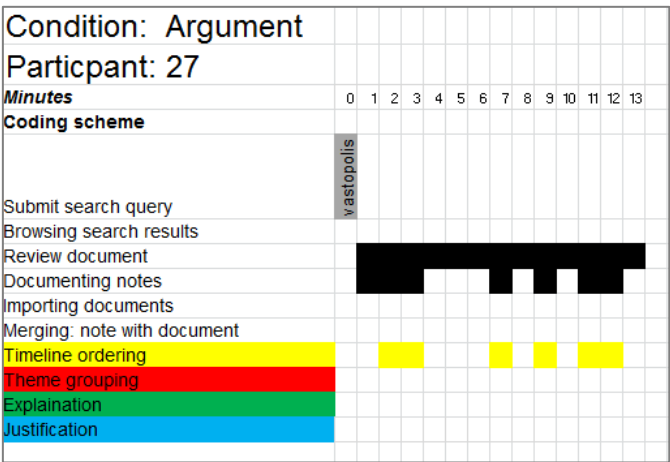 Condition: Argument
Particpant: 27
Minutes 0 1 2 3 4 5 6 7 8 9 10 11 12 13
Coding scheme
vastopolis
Submit search query
Browsing search results
Review document
Documenting notes
Importing documents
Merging: note with document
Timeline ordering
Theme grouping
Explaination
Justification